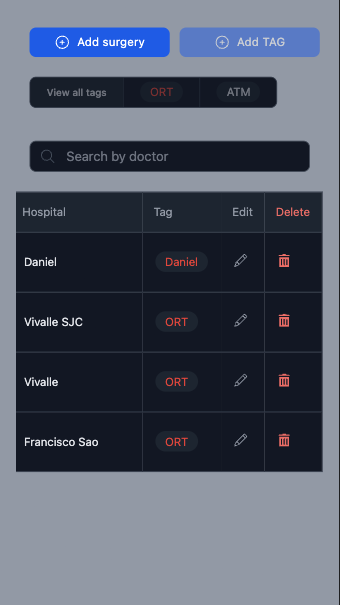 Add surgery Add TAG
View all tags ORT ATM
Search by doctor
Hospital Tag Edit Delete
Daniel Daniel
Vivalle SJC ORT
Vivalle ORT
Francisco Sao ORT